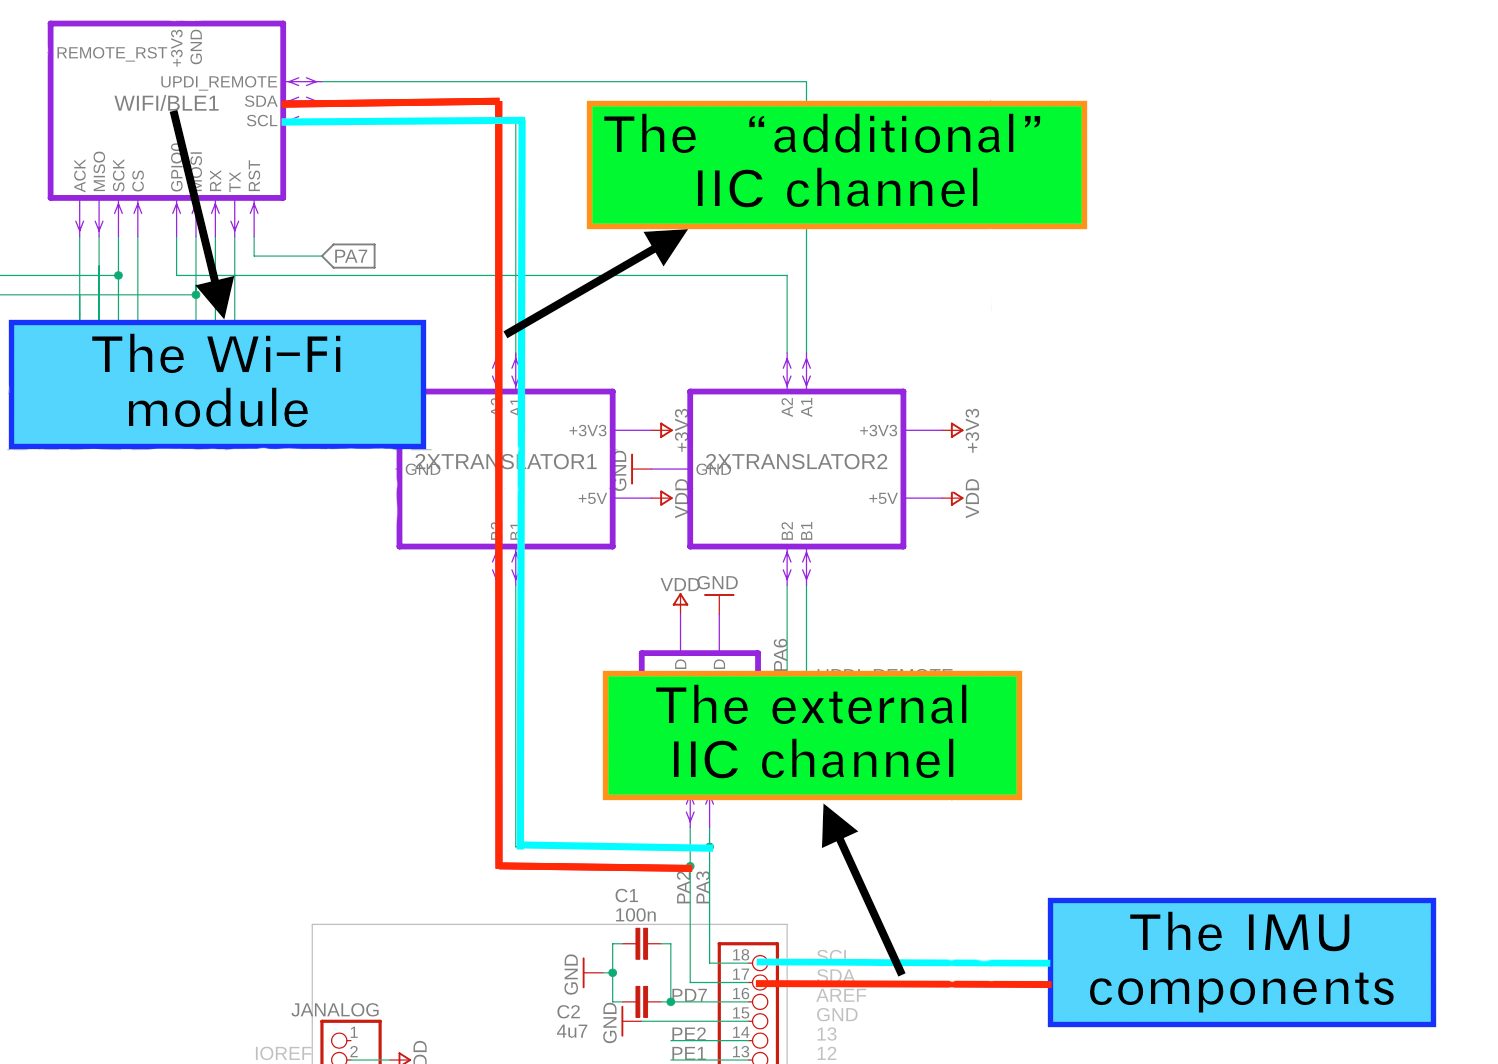 REMOTE_RST
+3V3
GND
UPDI_REMOTE
WIFI/BLE1
SDA
SCL
ACK
MISO
SCK
CS
GPIO0
MOSI
RX
TX
RST
PA7
The “additional”
IIC channel
The Wi-Fi
module
A2
A1
+3V3
2XTRANSLATOR1
GND
+5V
B2
B1
+3V3
GND
VDD
A2
A1
+3V3
2XTRANSLATOR2
GND
+5V
B2
B1
+3V3
VDD
VDD
GND
D
D
PA6
UPDI_REMOTE
The external
IIC channel
PA2
PA3
C1
100n
GND
C2
4u7
GND
PD7
PE2
PE1
18
17
16
15
14
13
SCL
SDA
AREF
GND
13
12
The IMU
components
JANALOG
1
2
IOREF